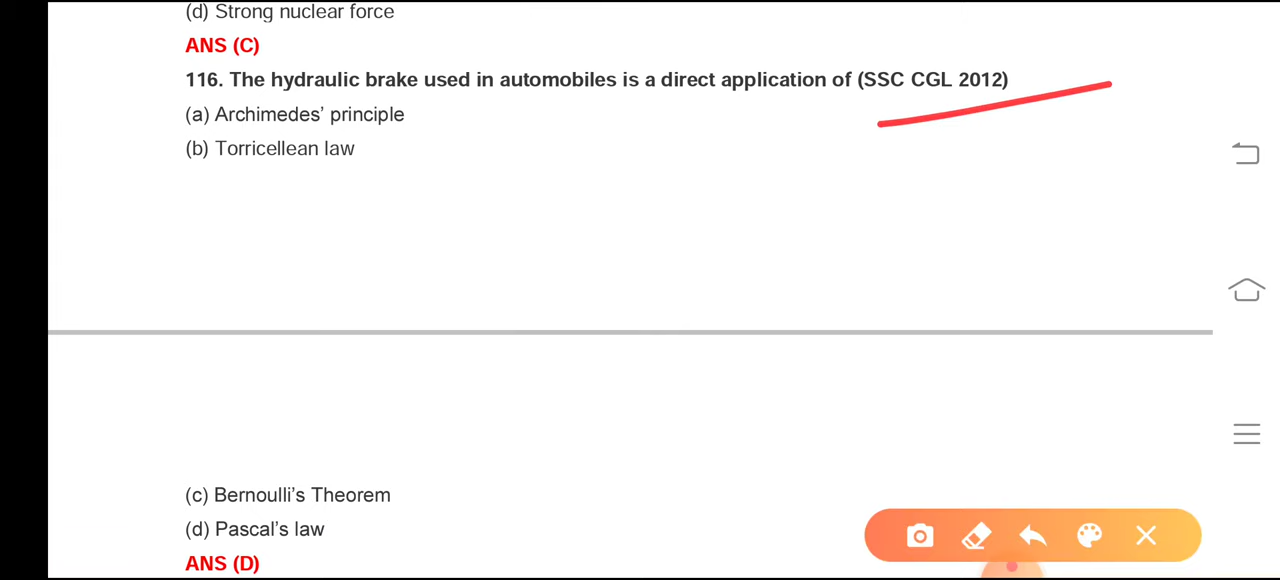 (d) Strong nuclear force
ANS (C)
116. The hydraulic brake used in automobiles is a direct application of (SSC CGL 2012)
(a) Archimedes’ principle
(b) Torricellean law
(c) Bernoulli’s Theorem
(d) Pascal’s law
ANS (D)